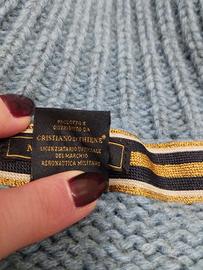 PRODOTTO E
DISTRIBUITO DA
CRISTIANO DI THIENE
LICENZIATARIO UFFICIALE
DEL MARCHIO
AERONAUTICA MILITARE